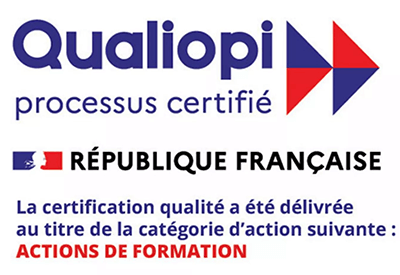 Qualiopi
processus certifié
RÉPUBLIQUE FRANÇAISE
La certification qualité a été délivrée
au titre de la catégorie d'action suivante :
ACTIONS DE FORMATION